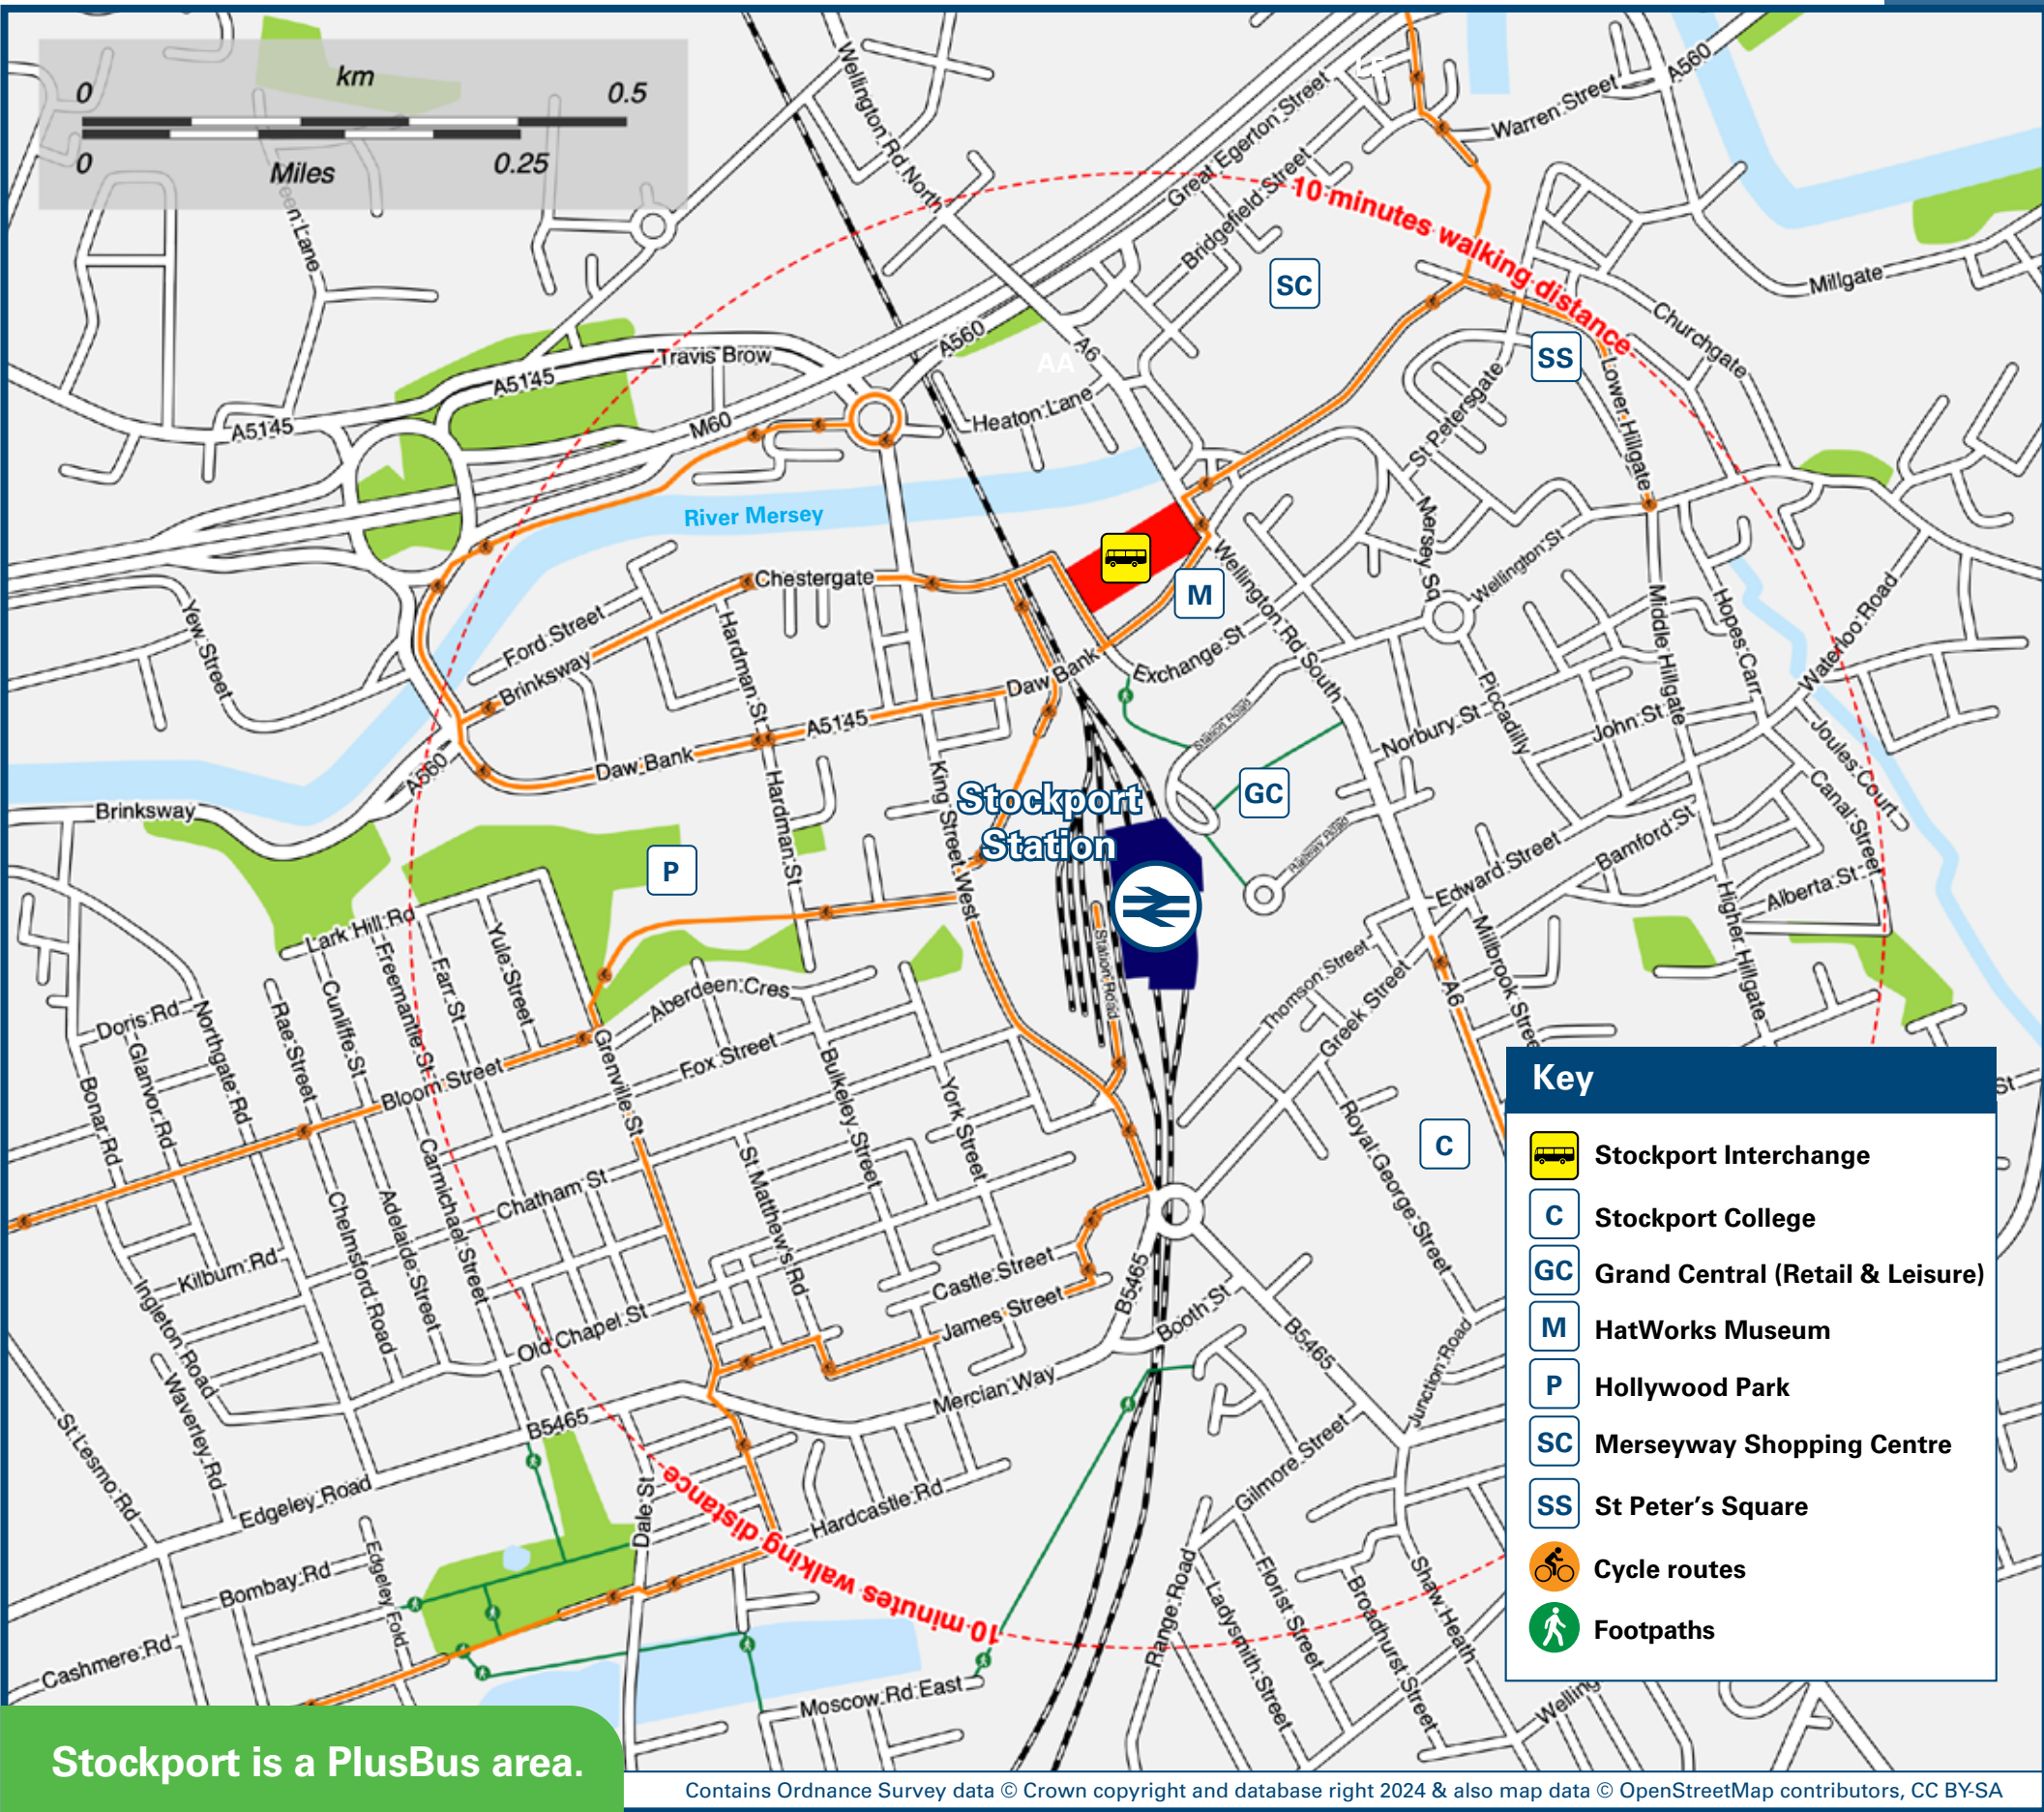 km
0
0.5
0
Miles
0.25
Wellington Rd North
Great Egerton Street
Bridgefield Street
Warren Street
A560
10 minutes walking distance
Millgate
Churchgate
SC
SS
AA
A6
A560
Travis Brow
A5145
A5145
M60
Heaton Lane
St Petersgate
Lower Hillgate
River Mersey
Mersey Sq
Wellington St
Chestergate
M
Wellington Rd South
Middle Hillgate
Hopes Carr
Waterloo Road
Yew Street
Ford Street
Brinksway
Hardman St
Daw Bank
Exchange St
Station Road
Piccadilly
Norbury St
John St
Joules Court
A5145
Daw Bank
A560
Brinksway
Hardman St
King Street West
Stockport
Station
GC
Railway Road
Canal Street
Edward Street
Bamford St
Alberta St
P
Lark Hill Rd
Freemantle St
Farr St
Yule Street
Cunliffe St
Rae Street
Northgate Rd
Doris Rd
Glanvor Rd
Bonar Rd
Aberdeen Cres
Fox Street
Bloom Street
Grenville St
Bulkeley Street
York Street
Station Road
Thomson Street
Greek Street
A6
Higher Hillgate
Royal George Street
C
Carmichael Street
Chatham St
St Matthew's Rd
Adelaide Street
Chelmsford Road
Kilburn Rd
Ingleton Road
Waverley Rd
Old Chapel St
Castle Street
James Street
B5465
Booth St
B5465
Junction Road
Mercian Way
B5465
St Lesmo Rd
Edgeley Road
Dale St
Hardcastle Rd
Gilmore Street
Bombay Rd
Edgeley Fold
Cashmere Rd
10 minutes walking distance
Moscow Rd East
Range Road
Ladysmith Street
Florist Street
Broadhurst Street
Shaw Heath
St
Key
Stockport Interchange
C Stockport College
GC Grand Central (Retail & Leisure)
M HatWorks Museum
P Hollywood Park
SC Merseyway Shopping Centre
SS St Peter's Square
Cycle routes
Footpaths
Stockport is a PlusBus area.
Contains Ordnance Survey data © Crown copyright and database right 2024 & also map data © OpenStreetMap contributors, CC BY-SA